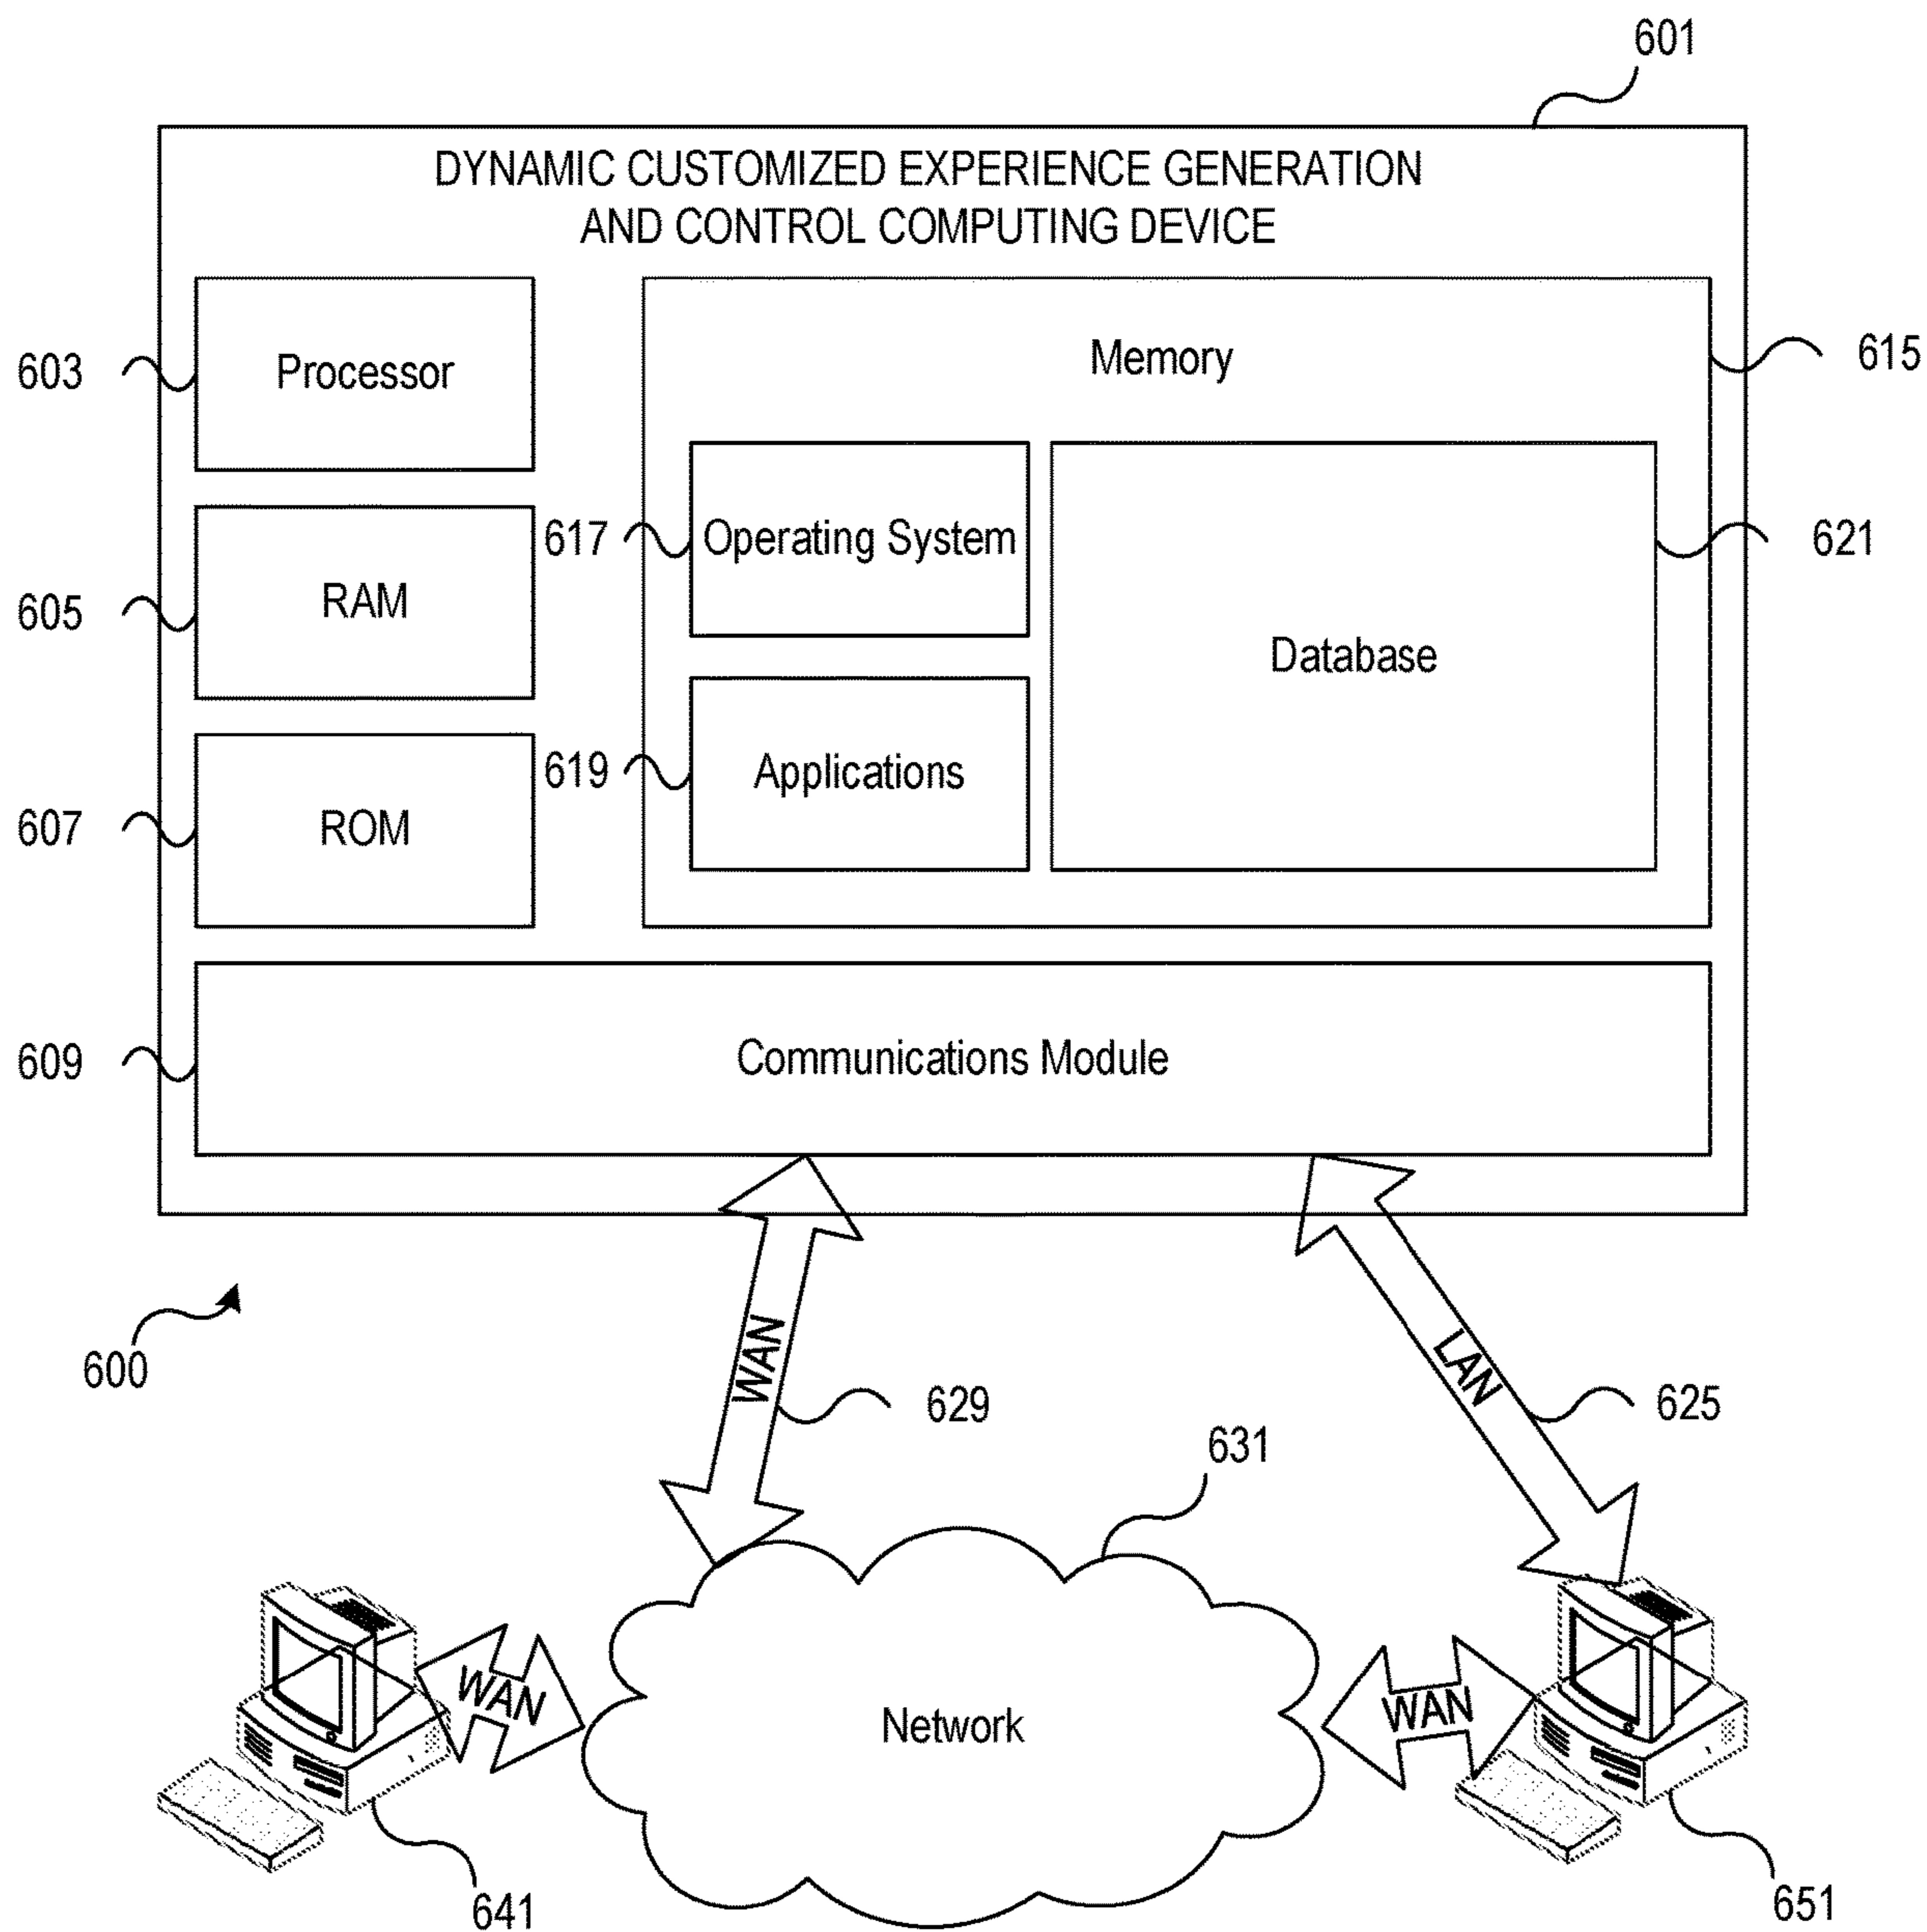 601
DYNAMIC CUSTOMIZED EXPERIENCE GENERATION
AND CONTROL COMPUTING DEVICE
603
Processor
Memory
615
617
Operating System
621
605
RAM
Database
619
Applications
607
ROM
609
Communications Module
600
WAN
629
LAN
625
631
WAN
Network
WAN
641
651